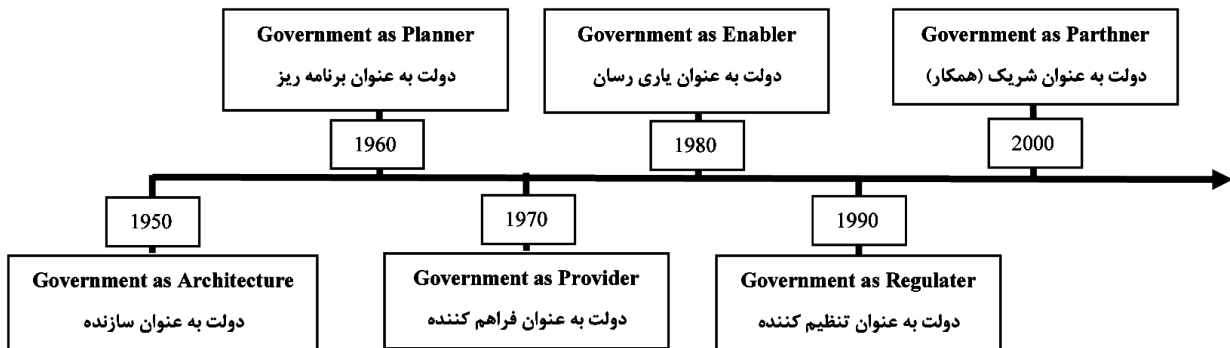 Government as Planner
دولت به عنوان برنامه ریز
1960
Government as Enabler
دولت به عنوان یاری رسان
1980
Government as Parthner
دولت به عنوان شریک (همکار)
2000
1950
Government as Architecture
دولت به عنوان سازنده
1970
Government as Provider
دولت به عنوان فراهم کننده
1990
Government as Regulater
دولت به عنوان تنظیم کننده